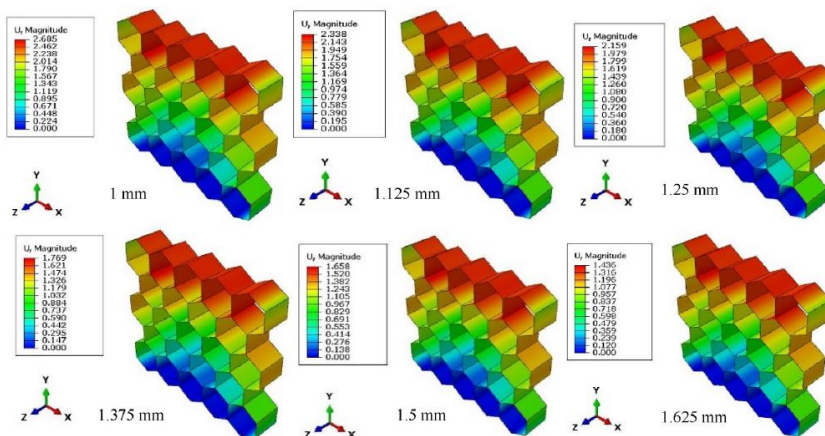 U, Magnitude
2.685
2.462
2.238
2.014
1.790
1.567
1.343
1.119
0.895
0.671
0.448
0.224
0.000
Y
Z
X
1 mm
U, Magnitude
2.338
2.143
1.949
1.754
1.559
1.364
1.169
0.974
0.779
0.585
0.390
0.195
0.000
Y
Z
X
1.125 mm
U, Magnitude
2.159
1.979
1.799
1.619
1.439
1.260
1.080
0.900
0.720
0.540
0.360
0.180
0.000
Y
Z
X
1.25 mm
U, Magnitude
1.769
1.621
1.474
1.326
1.179
1.032
0.884
0.737
0.590
0.442
0.295
0.147
0.000
Y
Z
X
1.375 mm
U, Magnitude
1.658
1.520
1.382
1.243
1.105
0.967
0.829
0.691
0.553
0.414
0.276
0.138
0.000
Y
Z
X
1.5 mm
U, Magnitude
1.436
1.316
1.196
1.077
0.957
0.837
0.718
0.598
0.479
0.359
0.239
0.120
0.000
Y
Z
X
1.625 mm